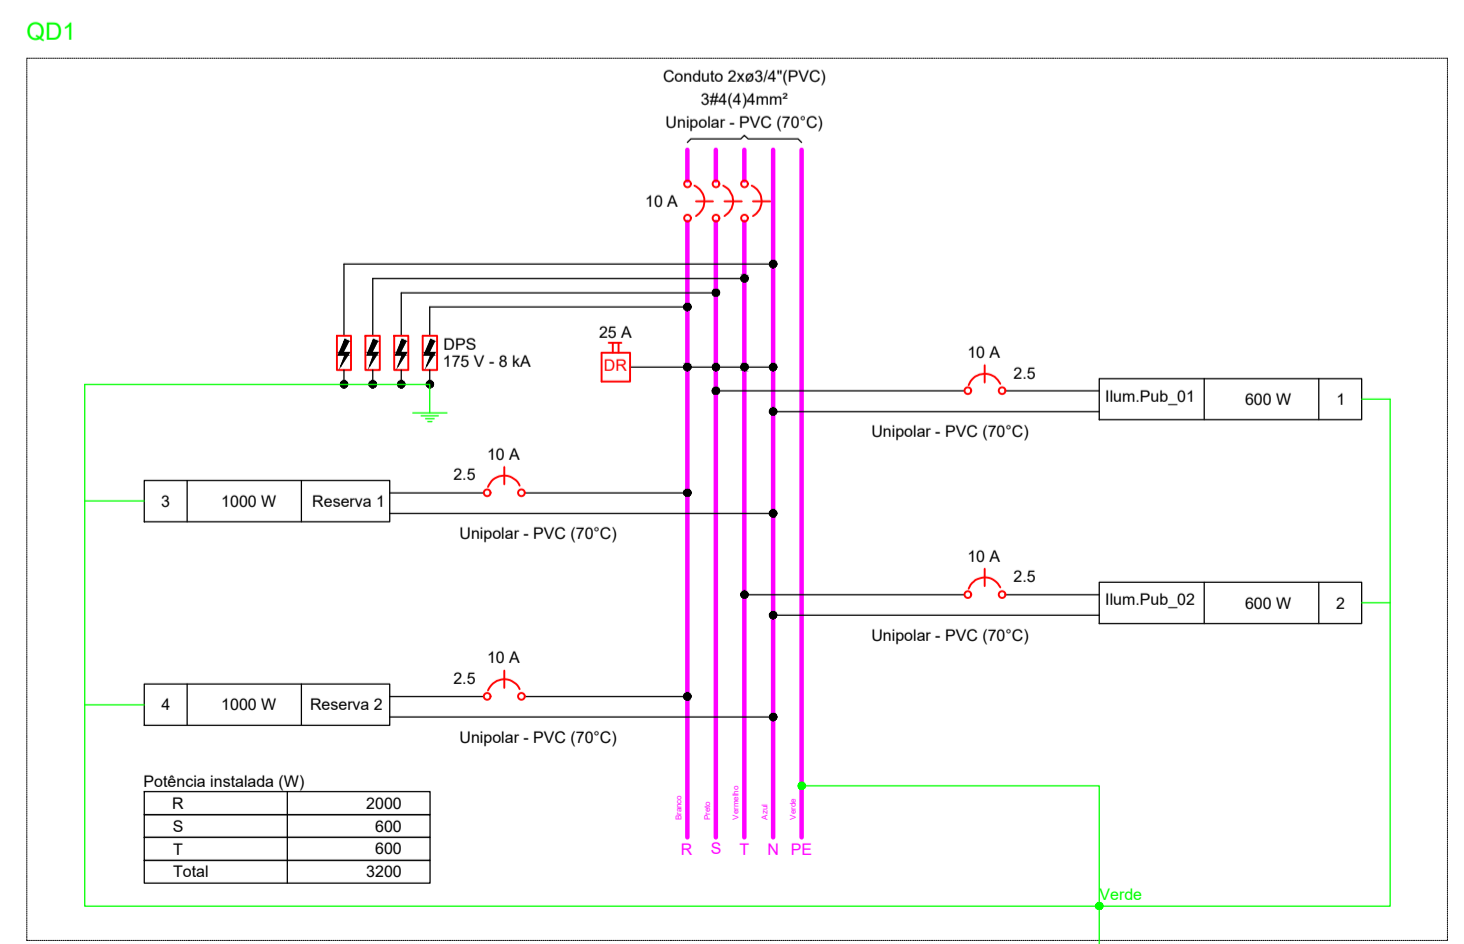 QD1
Conduto 2xø3/4"(PVC)
3#4(4)4mm²
Unipolar - PVC (70°C)
10 A
DPS
175 V - 8 kA
25 A
DR
10 A
2.5
Ilum.Pub_01 600 W 1
Unipolar - PVC (70°C)
10 A
2.5
3 1000 W Reserva 1
Unipolar - PVC (70°C)
10 A
2.5
Ilum.Pub_02 600 W 2
Unipolar - PVC (70°C)
10 A
2.5
4 1000 W Reserva 2
Unipolar - PVC (70°C)
Potência instalada (W)
R 2000
S 600
T 600
Total 3200
Branco
Preto
Vermelho
Azul
Verde
R S T N PE
Verde